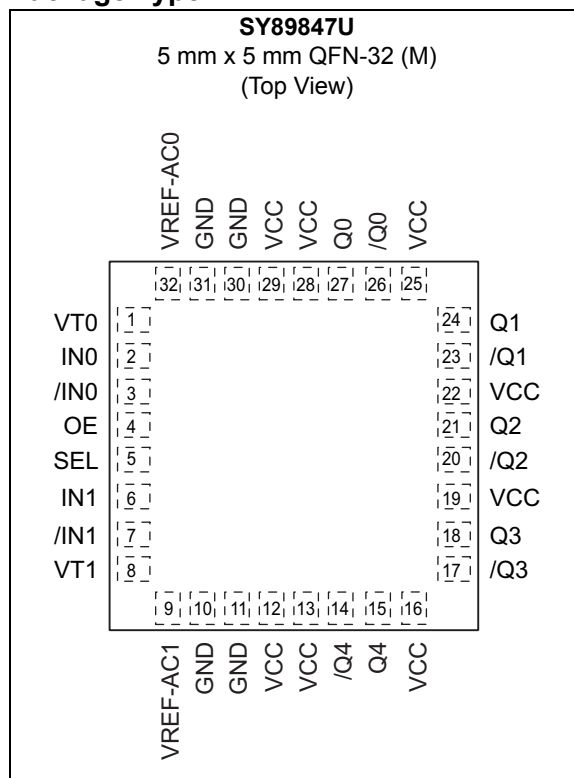 SY89847U
5 mm x 5 mm QFN-32 (M)
(Top View)
VREF-AC0
GND
GND
VCC
VCC
Q0
/Q0
VCC
32 31 30 29 28 27 26 25
VT0 1
IN0 2
/IN0 3
OE 4
SEL 5
IN1 6
/IN1 7
VT1 8
24 Q1
23 /Q1
22 VCC
21 Q2
20 /Q2
19 VCC
18 Q3
17 /Q3
9 10 11 12 13 14 15 16
VREF-AC1
GND
GND
VCC
VCC
/Q4
Q4
VCC